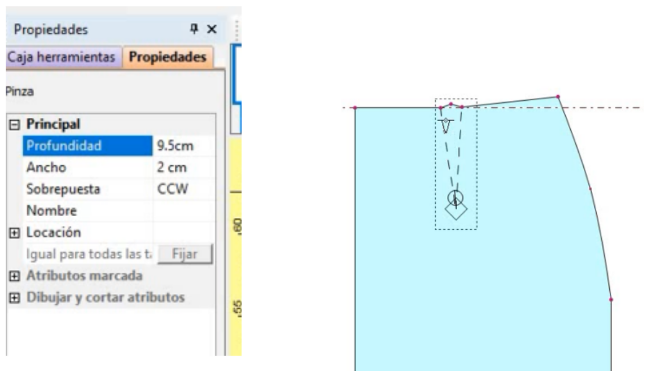 Propiedades
Caja herramientas Propiedades
Pinza
Principal
Profundidad 9.5cm
Ancho 2 cm
Sobrepuesta CCW
Nombre
Locación
Igual para todas las t Fijar
Atributos marcada
Dibujar y cortar atributos
60
55